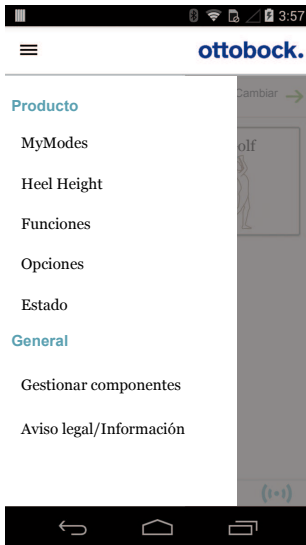 3:57
ottobock.
Cambiar
Producto
MyModes
olf
Heel Height
Funciones
Opciones
Estado
General
Gestionar componentes
Aviso legal/Información